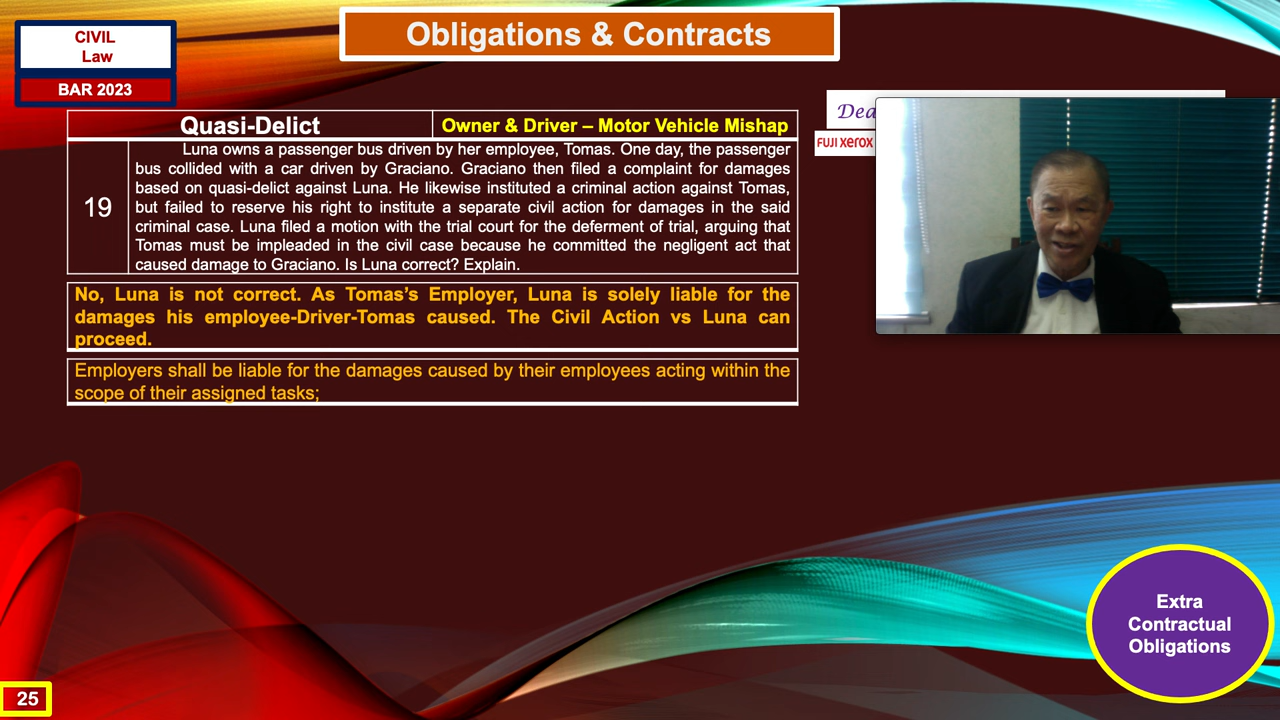 Obligations & Contracts
CIVIL
Law
BAR 2023
Quasi-Delict
Owner & Driver – Motor Vehicle Mishap
19
Luna owns a passenger bus driven by her employee, Tomas. One day, the passenger
bus collided with a car driven by Graciano. Graciano then filed a complaint for damages
based on quasi-delict against Luna. He likewise instituted a criminal action against Tomas,
but failed to reserve his right to institute a separate civil action for damages in the said
criminal case. Luna filed a motion with the trial court for the deferment of trial, arguing that
Tomas must be impleaded in the civil case because he committed the negligent act that
caused damage to Graciano. Is Luna correct? Explain.
No, Luna is not correct. As Tomas's Employer, Luna is solely liable for the
damages his employee-Driver-Tomas caused. The Civil Action vs Luna can
proceed.
Employers shall be liable for the damages caused by their employees acting within the
scope of their assigned tasks;
FUJI xerox
Extra
Contractual
Obligations
25